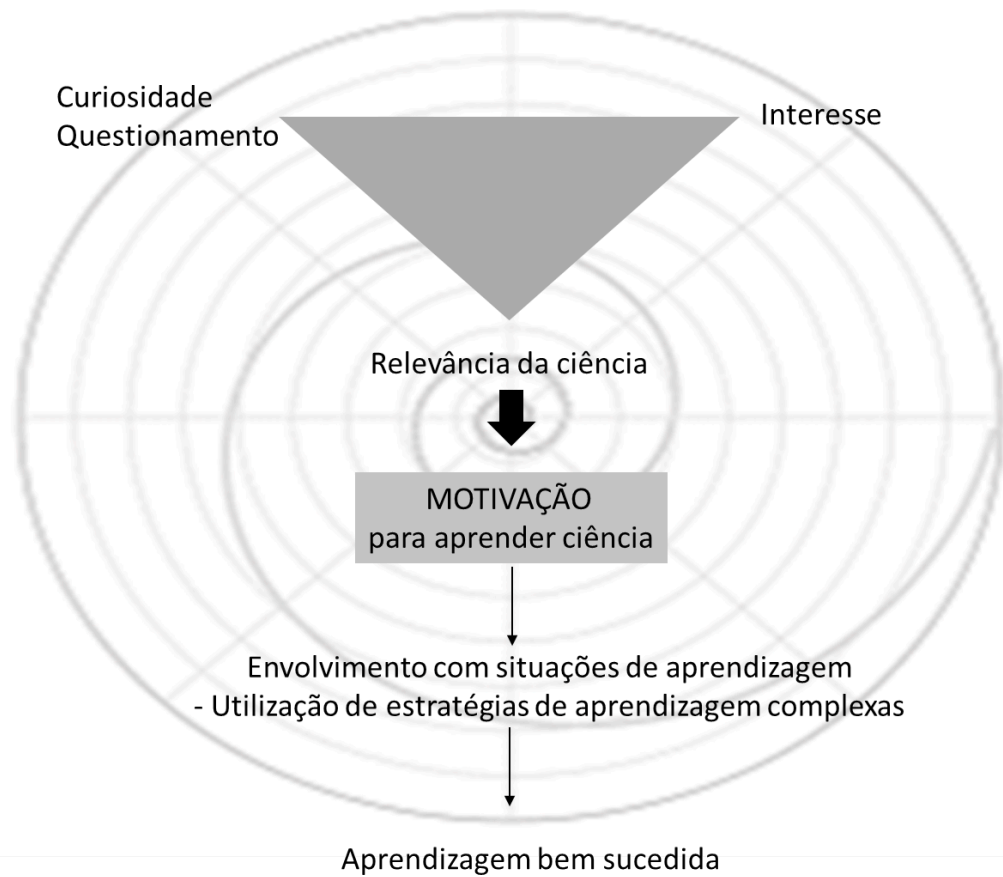 Curiosidade
Questionamento
Interesse
Relevância da ciência
MOTIVAÇÃO
para aprender ciência
Envolvimento com situações de aprendizagem
- Utilização de estratégias de aprendizagem complexas
Aprendizagem bem sucedida